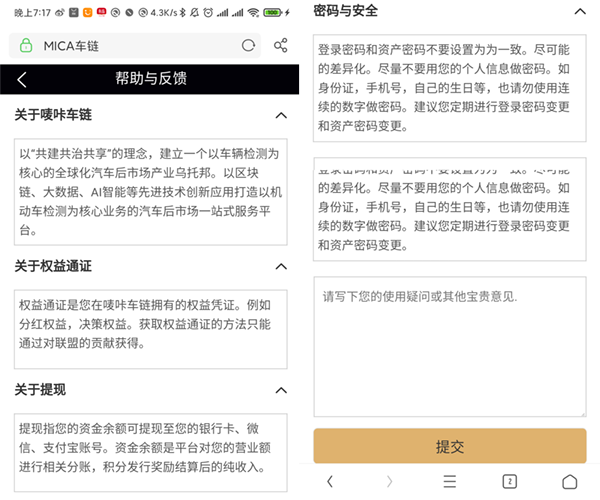 晚上7:17
4.3K/s
100
MICA车链
帮助与反馈
关于唛咔车链
以“共建共治共享”的理念，建立一个以车辆检测为
核心的全球化汽车后市场产业乌托邦。以区块
链、大数据、AI智能等先进技术创新应用打造以机
动车检测为核心业务的汽车后市场一站式服务平
台。
关于权益通证
权益通证是您在唛咔车链拥有的权益凭证。例如
分红权益，决策权益。获取权益通证的方法只能
通过对联盟的贡献获得。
关于提现
提现指您的资金余额可提现至您的银行卡、微
信、支付宝账号。资金余额是平台对您的营业额
进行相关分账，积分发行奖励结算后的纯收入。
密码与安全
登录密码和资产密码不要设置为为一致。尽可能
的差异化。尽量不要用您的个人信息做密码。如
身份证，手机号，自己的生日等，也请勿使用连
续的数字做密码。建议您定期进行登录密码变更
和资产密码变更。
登录密码和资产密码不要设置为为一致。尽可能
的差异化。尽量不要用您的个人信息做密码。如
身份证，手机号，自己的生日等，也请勿使用连
续的数字做密码。建议您定期进行登录密码变更
和资产密码变更。
请写下您的使用疑问或其他宝贵意见.
提交
2